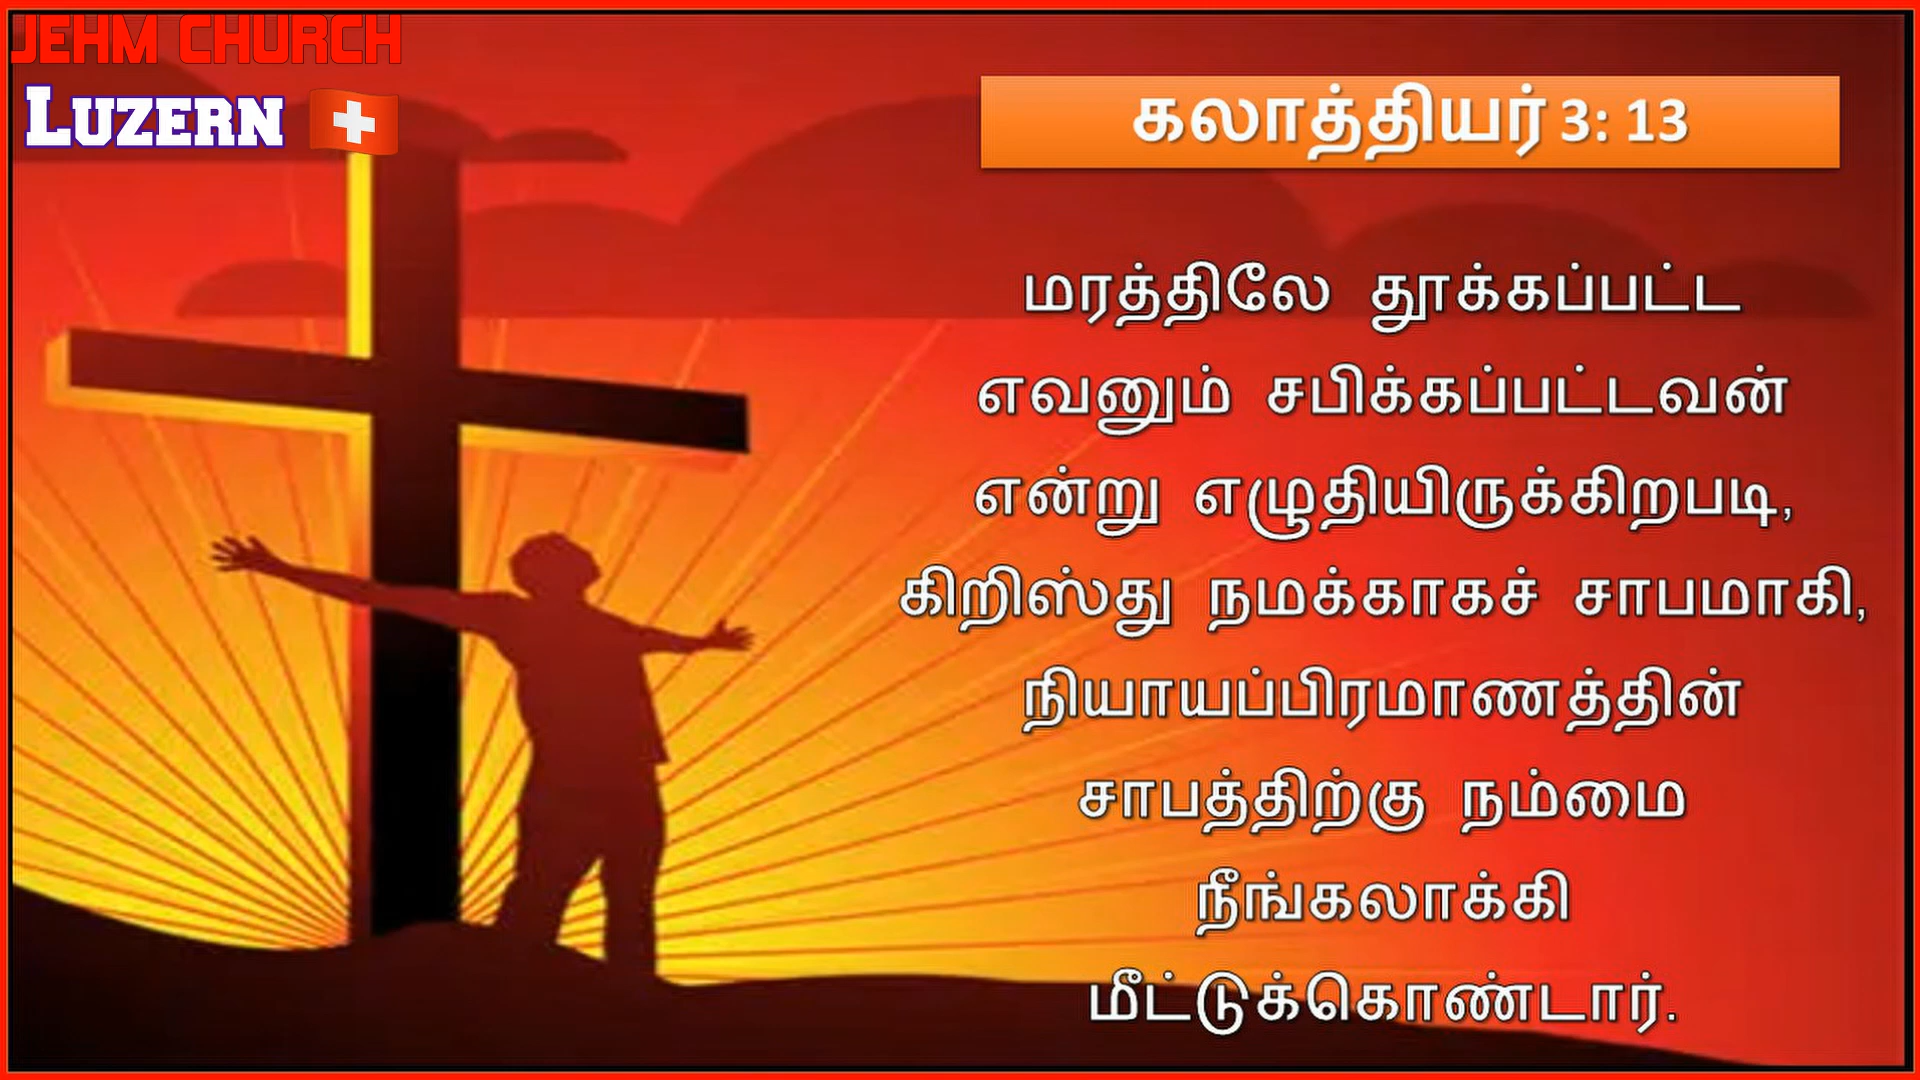 JEHM CHURCH
LUZERN
கலாத்தியர் 3: 13
மரத்திலே தூக்கப்பட்ட
எவனும் சபிக்கப்பட்டவன்
என்று எழுதியிருக்கிறபடி,
கிறிஸ்து நமக்காகச் சாபமாகி,
நியாயப்பிரமாணத்தின்
சாபத்திற்கு நம்மை
நீங்கலாக்கி
மீட்டுக்கொண்டார்.